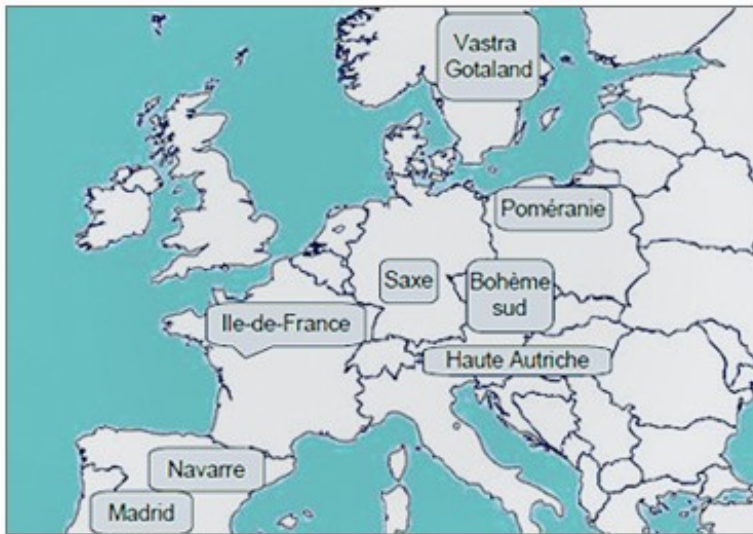 Vastra
Gotaland
Poméranie
Saxe
Bohème
sud
Ile-de-France
Haute Autriche
Navarre
Madrid